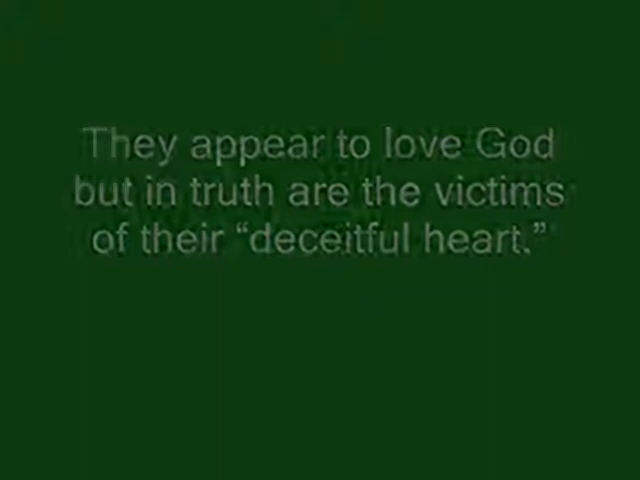 They appear to love God
but in truth are the victims
of their “deceitful heart.”